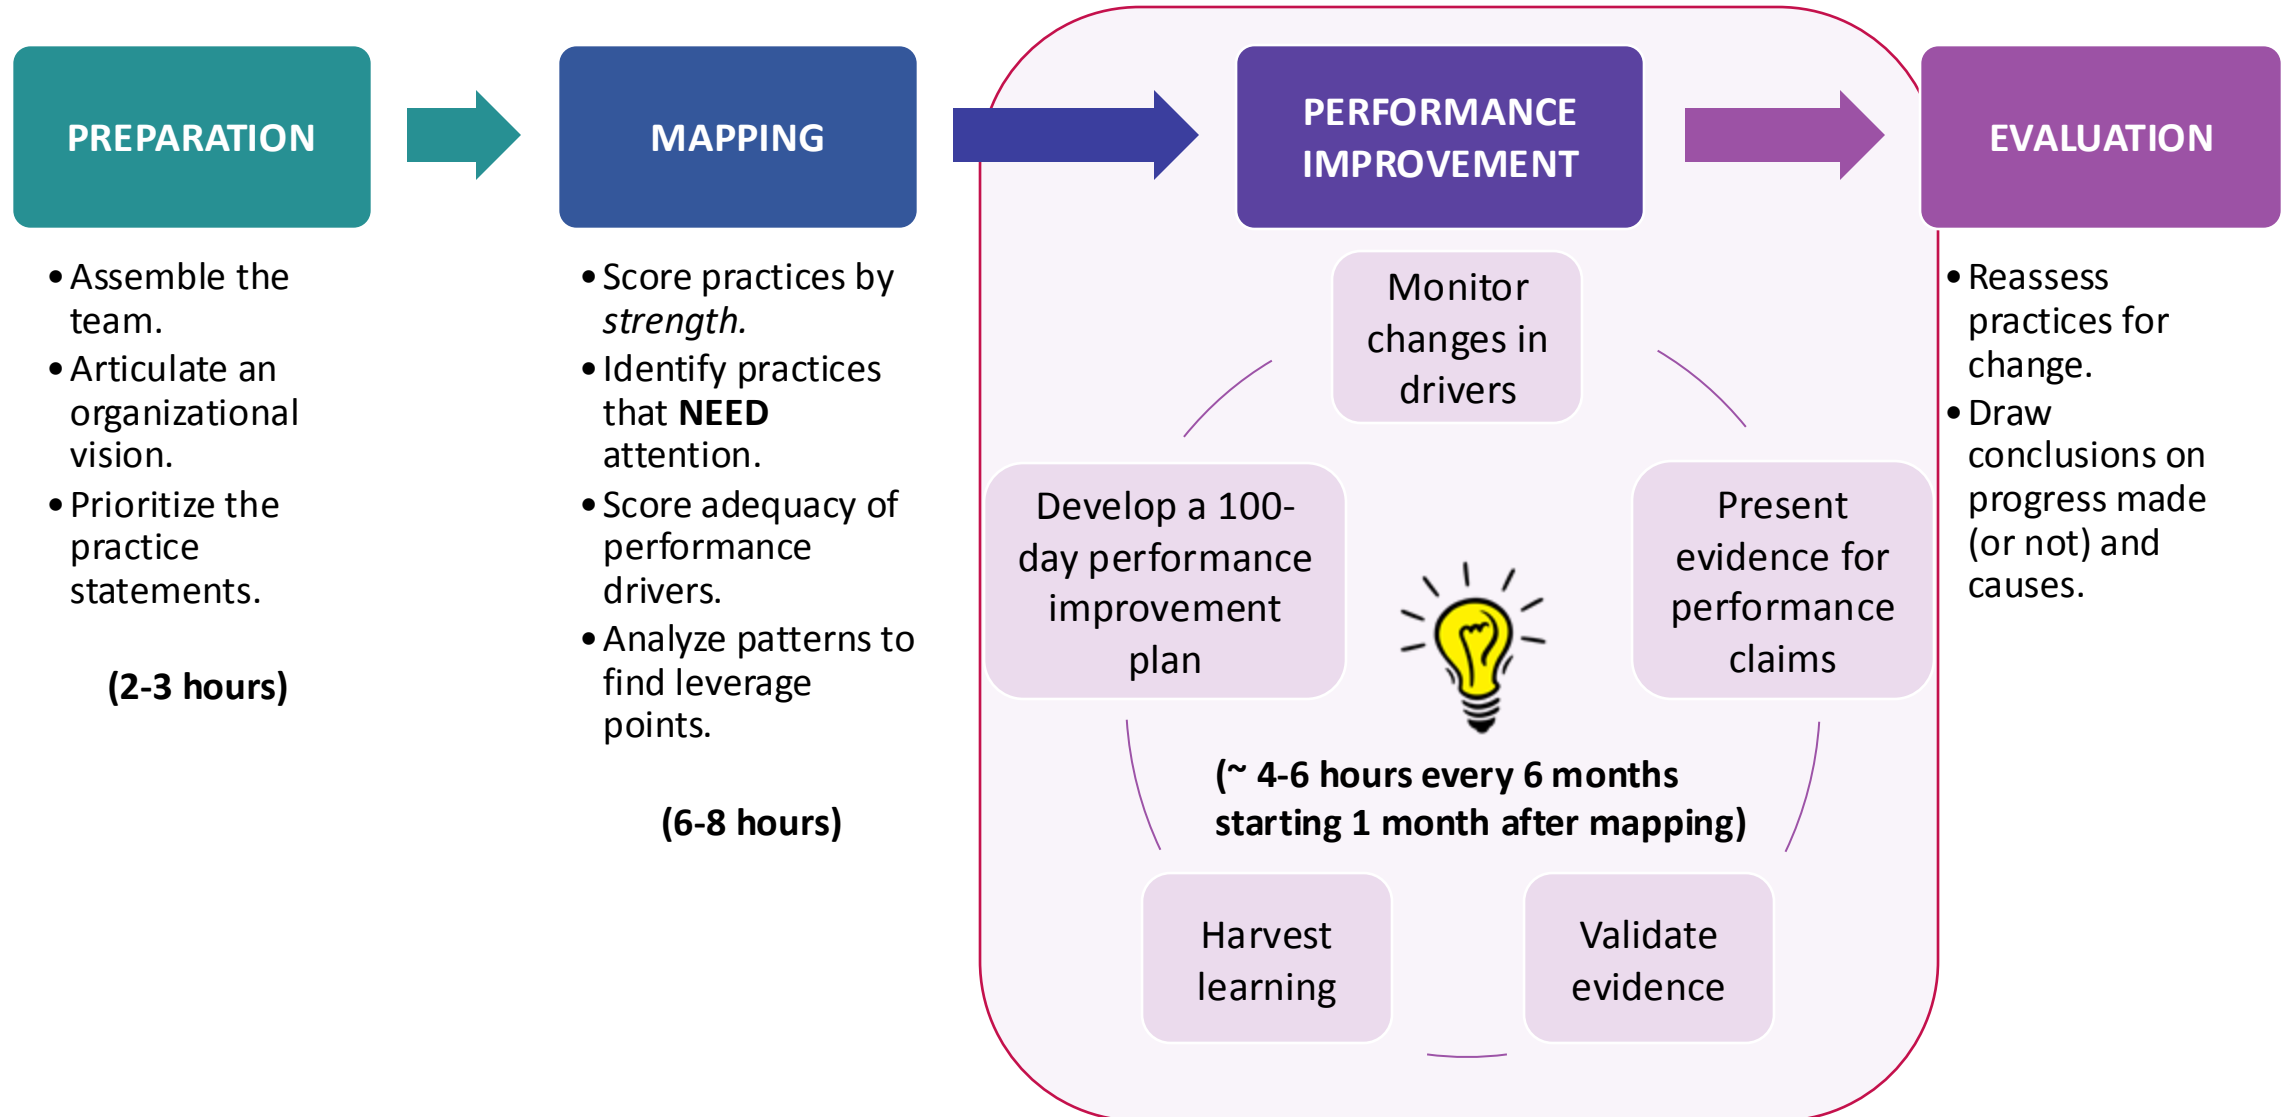 PREPARATION
• Assemble the
team.
• Articulate an
organizational
vision.
• Prioritize the
practice
statements.
(2-3 hours)
MAPPING
• Score practices by
strength.
• Identify practices
that NEED
attention.
• Score adequacy of
performance
drivers.
• Analyze patterns to
find leverage
points.
(6-8 hours)
PERFORMANCE
IMPROVEMENT
Monitor
changes in
drivers
Present
evidence for
performance
claims
Validate
evidence
Harvest
learning
Develop a 100-
day performance
improvement
plan
(~ 4-6 hours every 6 months
starting 1 month after mapping)
EVALUATION
• Reassess
practices for
change.
• Draw
conclusions on
progress made
(or not) and
causes.